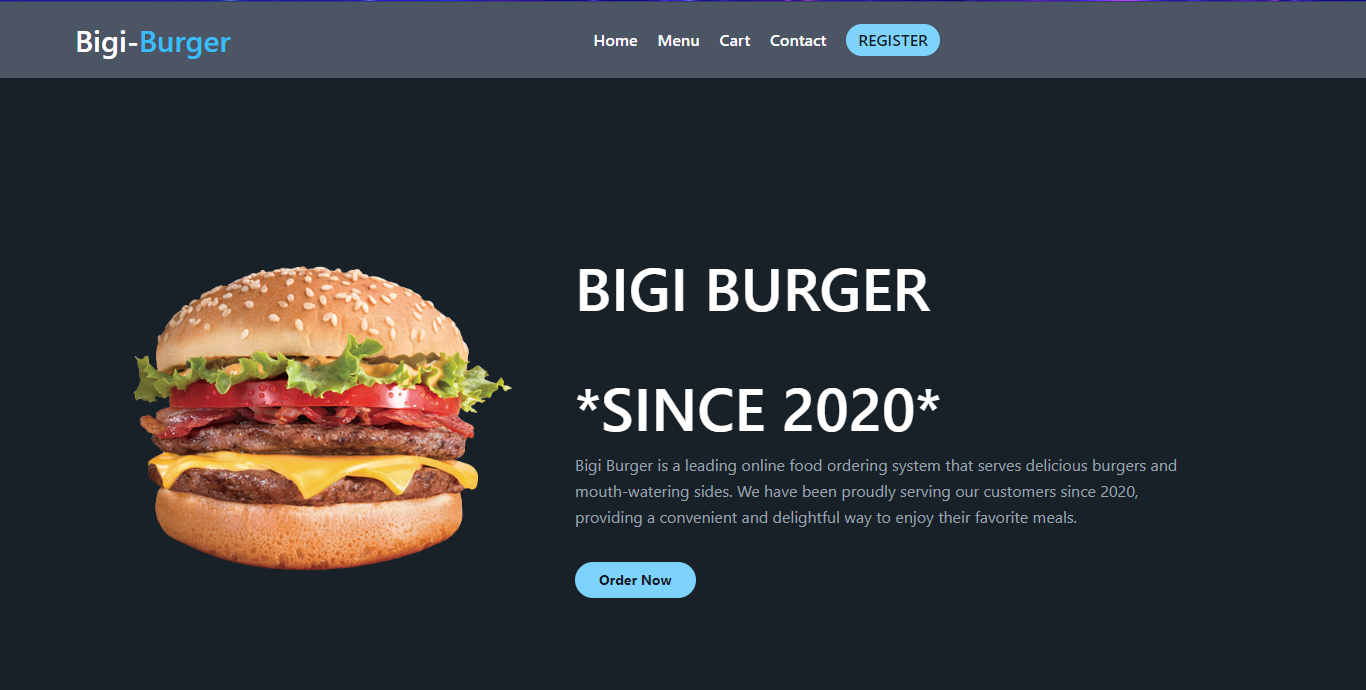 Bigi-Burger
Home Menu Cart Contact REGISTER
BIGI BURGER
*SINCE 2020*
Bigi Burger is a leading online food ordering system that serves delicious burgers and
mouth-watering sides. We have been proudly serving our customers since 2020,
providing a convenient and delightful way to enjoy their favorite meals.
Order Now